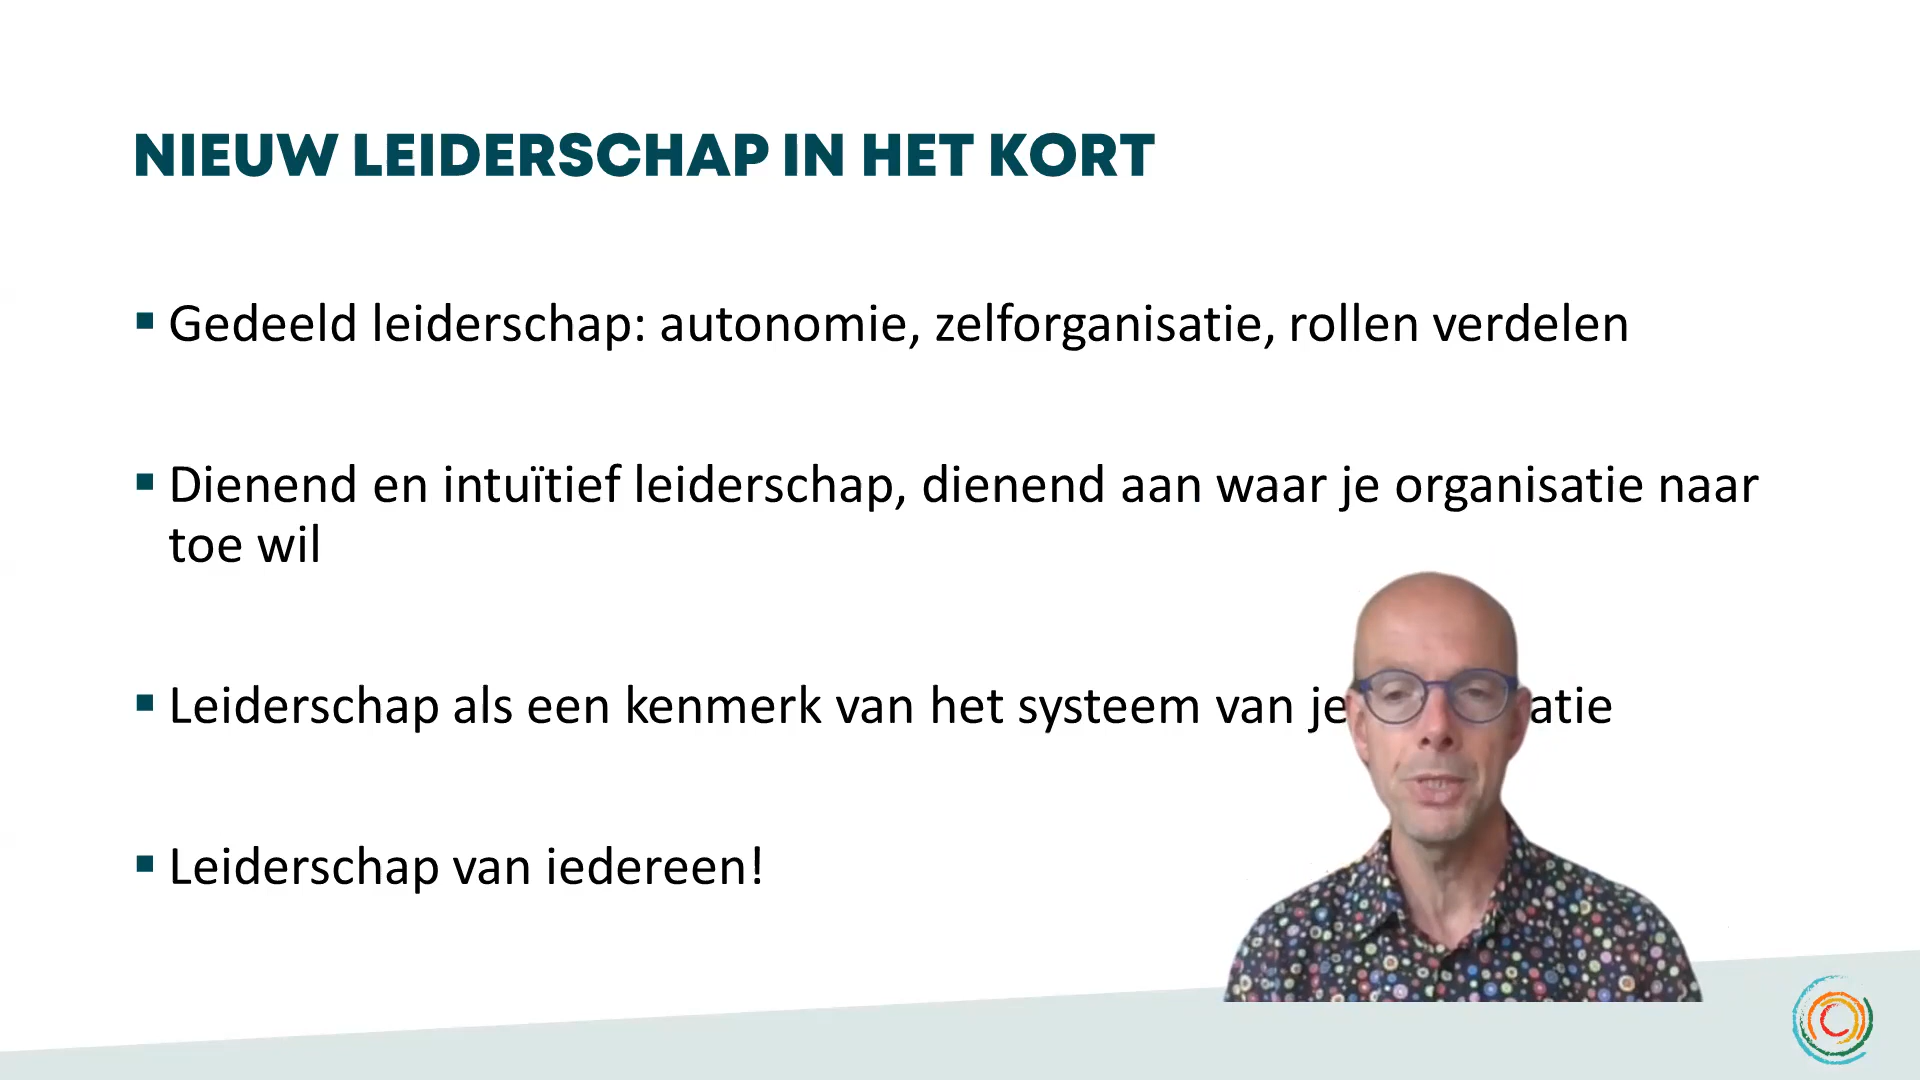 NIEUW LEIDERSCHAP IN HET KORT
Gedeeld leiderschap: autonomie, zelforganisatie, rollen verdelen
Dienend en intuïtief leiderschap, dienend aan waar je organisatie naar
toe wil
Leiderschap als een kenmerk van het systeem van je atie
Leiderschap van iedereen!